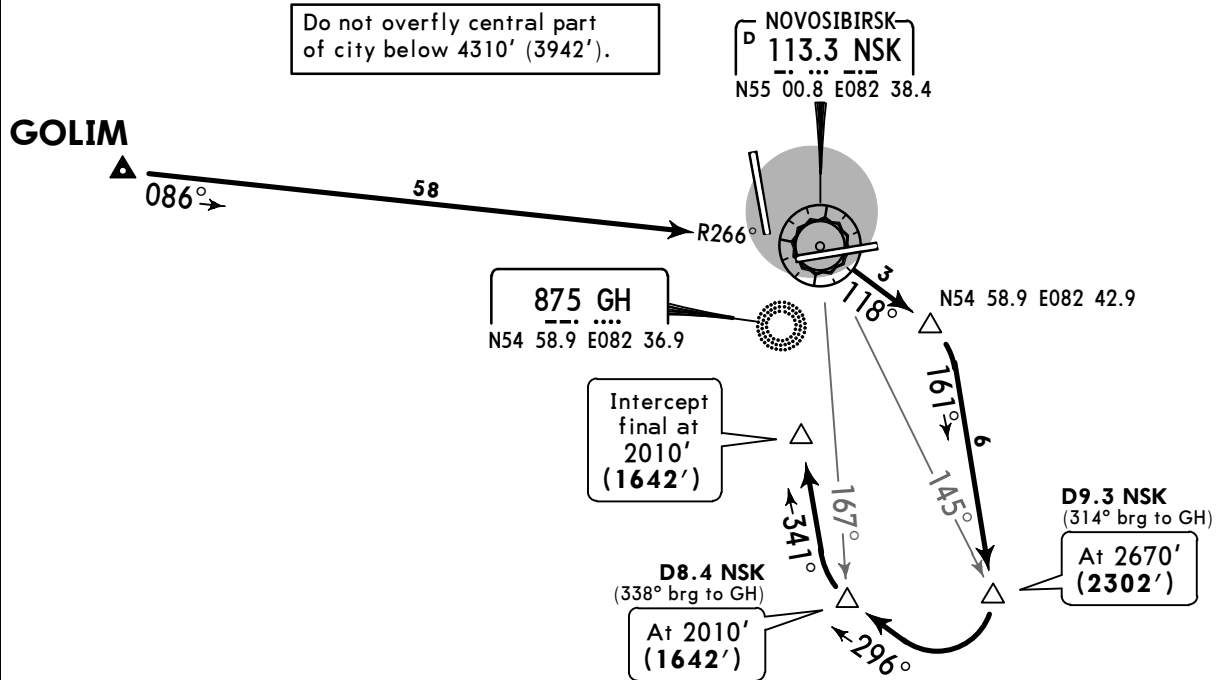 Do not overfly central part
of city below 4310' (3942').
NOVOSIBIRSK
D 113.3 NSK
N55 00.8 E082 38.4
GOLIM
086°
58
R266°
875 GH
N54 58.9 E082 36.9
3
118°
N54 58.9 E082 42.9
161°
6
Intercept
final at
2010'
(1642')
167°
145°
341°
D9.3 NSK
(314° brg to GH)
At 2670'
(2302')
D8.4 NSK
(338° brg to GH)
At 2010'
(1642')
296°